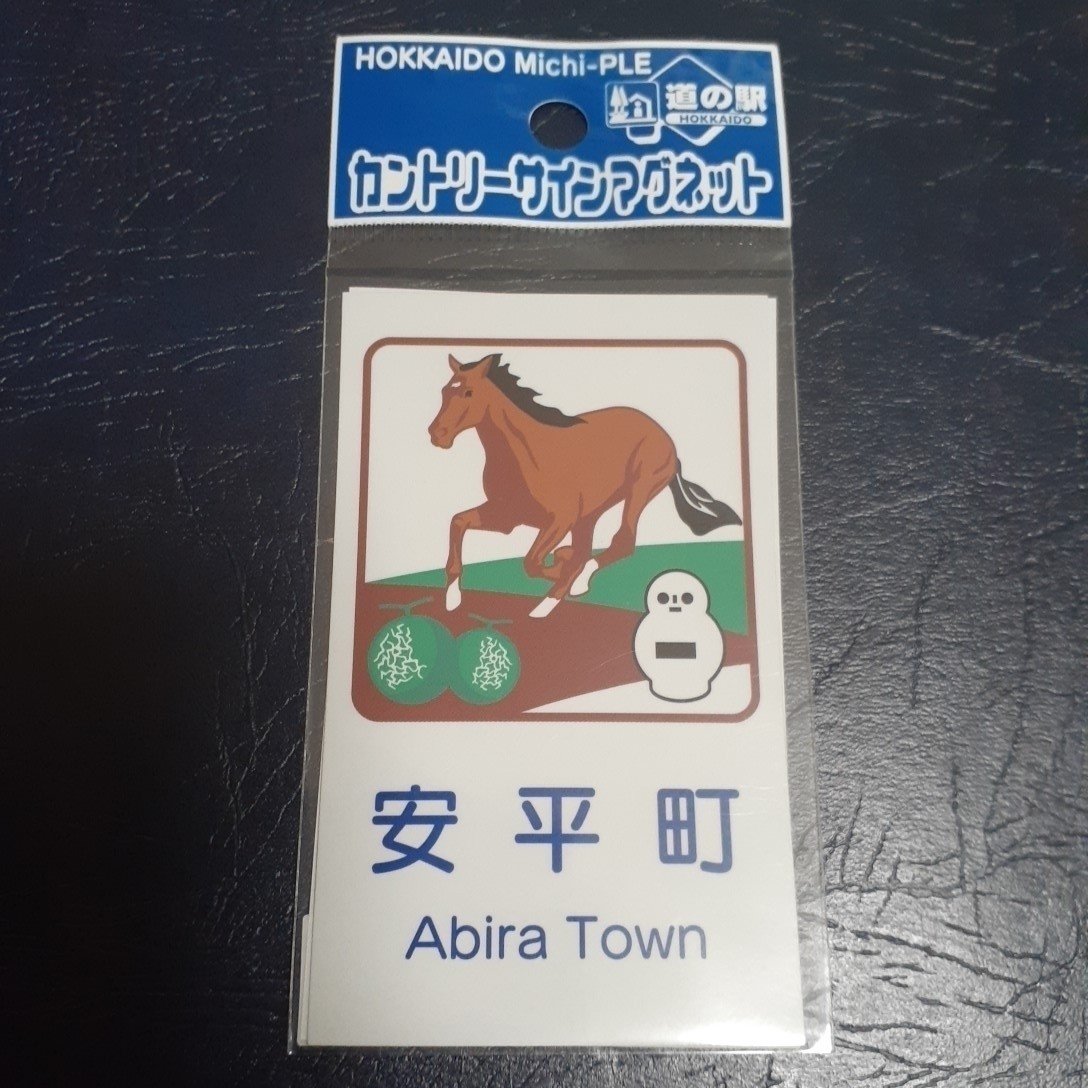 HOKKAIDO Michi-PLE
道の駅
HOKKAIDO
カントリーサインマグネット
安平町
Abira Town